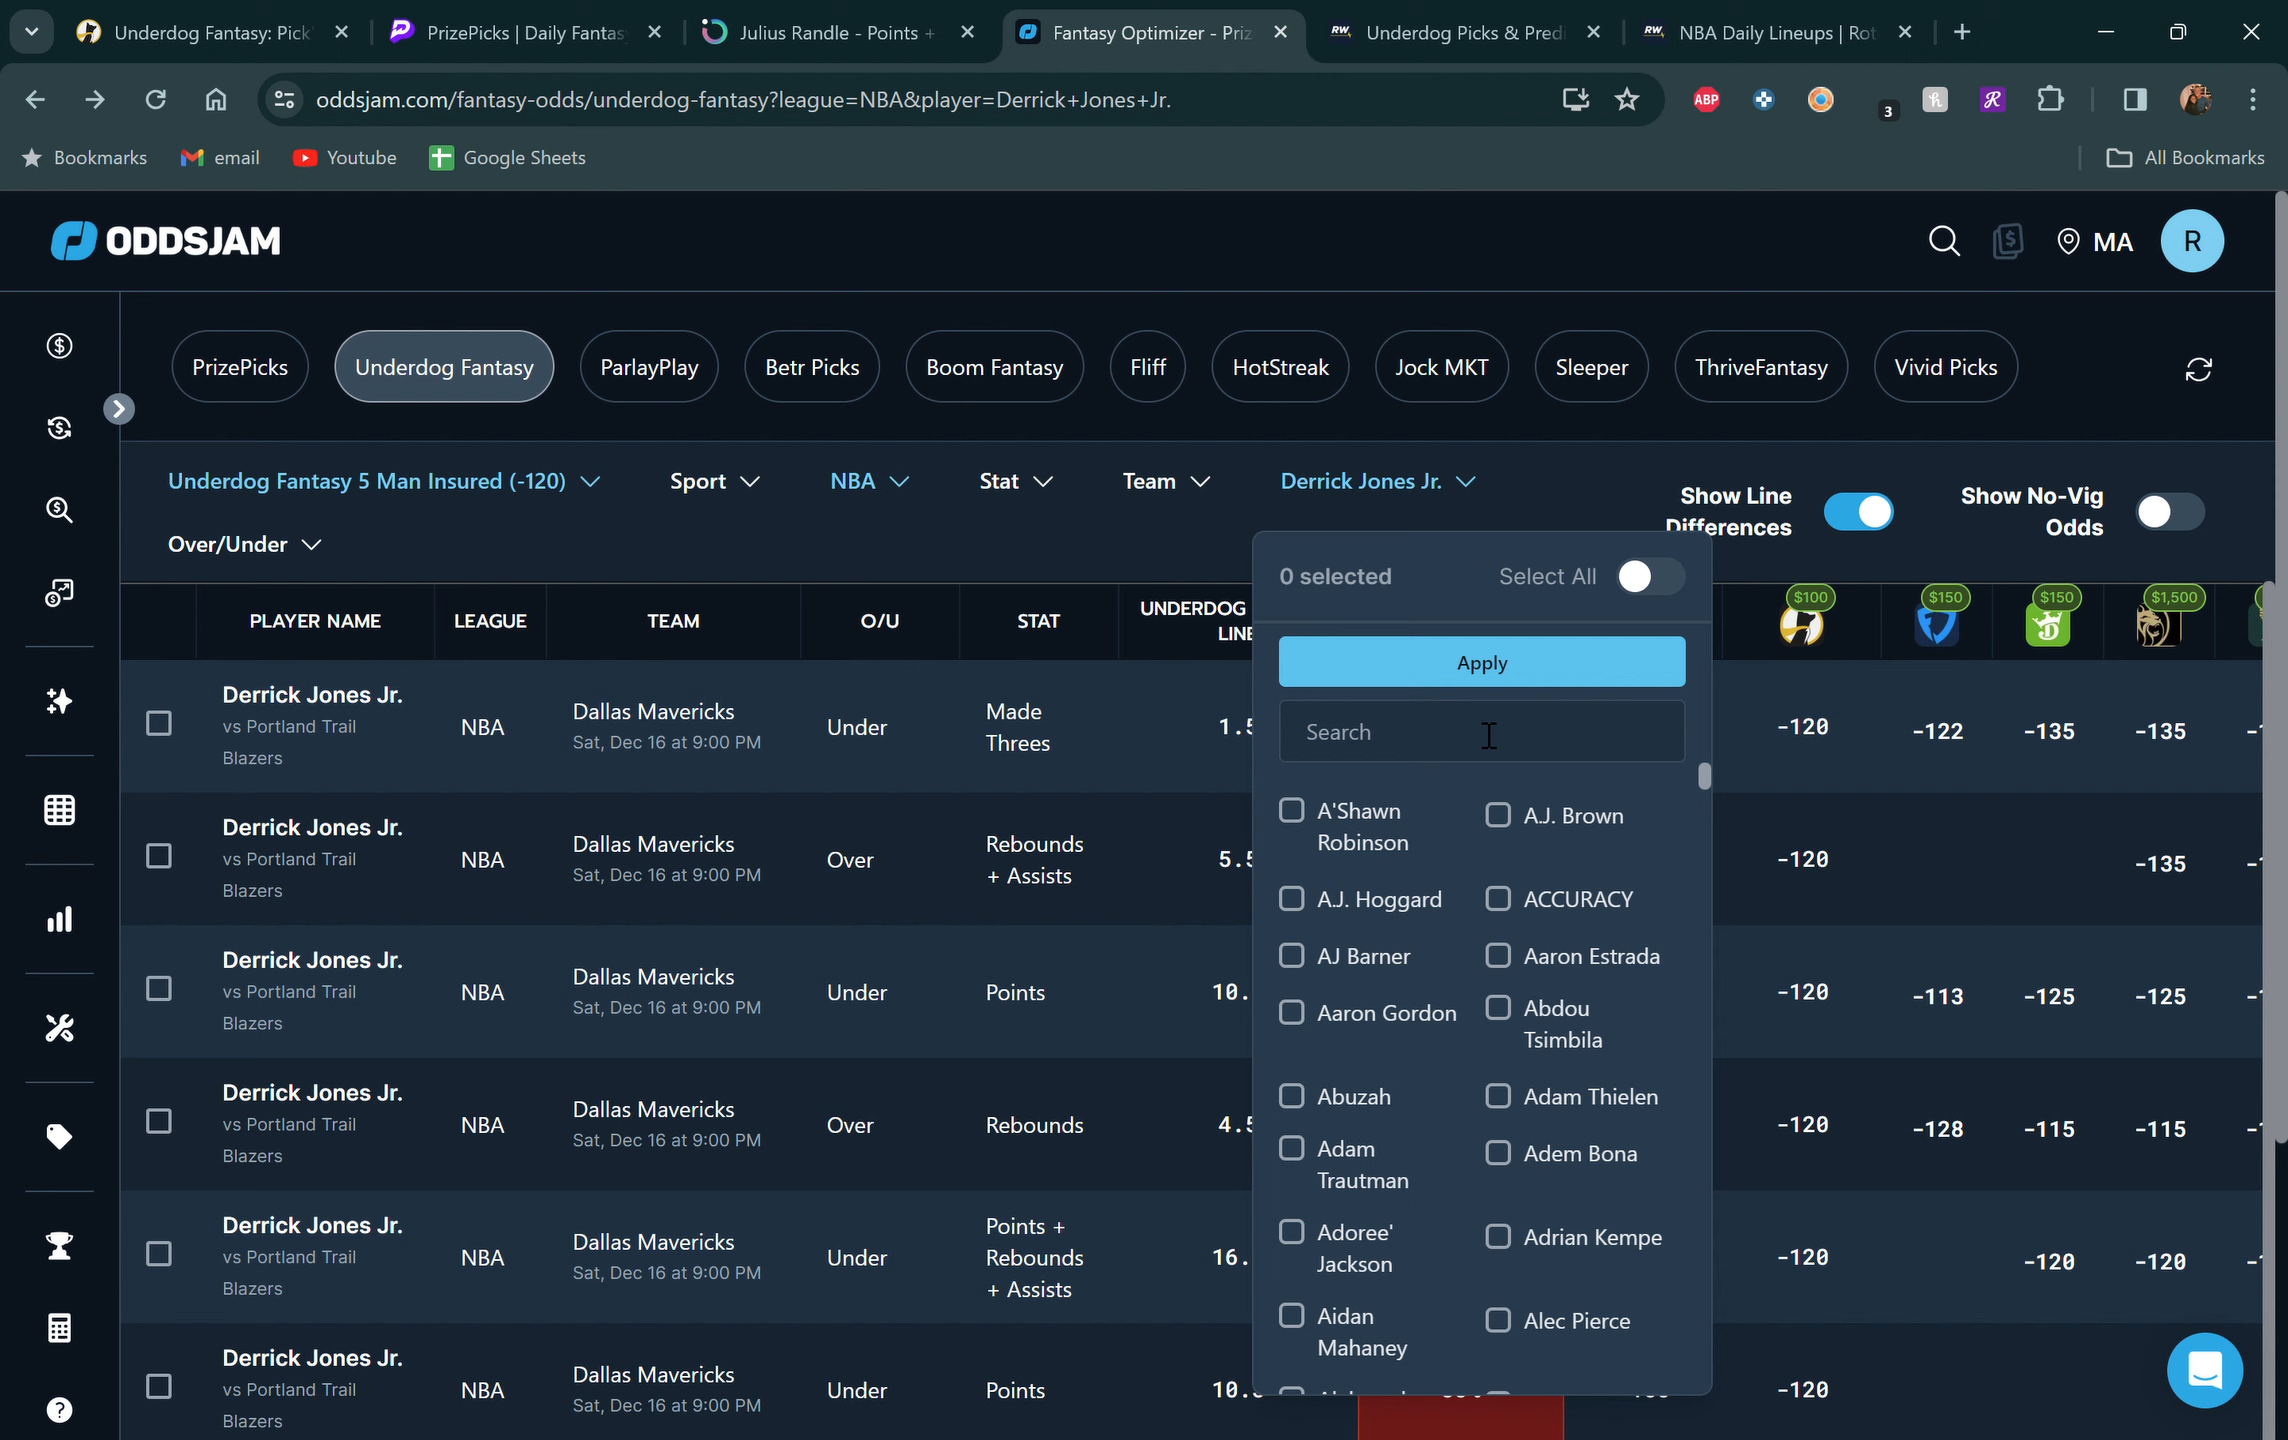 Underdog Fantasy: Pick
PrizePicks | Daily Fantas
Julius Randle - Points +
Fantasy Optimizer - Priz
RW
Underdog Picks & Predi
RW
NBA Daily Lineups | Rot
oddsjam.com/fantasy-odds/underdog-fantasy?league=NBA&player=Derrick+Jones+Jr.
ABP
3
Bookmarks
email
Youtube
Google Sheets
All Bookmarks
ODDSJAM
MA
R
PrizePicks
Underdog Fantasy
ParlayPlay
Betr Picks
Boom Fantasy
Fliff
HotStreak
Jock MKT
Sleeper
ThriveFantasy
Vivid Picks
Underdog Fantasy 5 Man Insured (-120)
Sport
NBA
Stat
Team
Derrick Jones Jr.
Show Line
Differences
Show No-Vig
Odds
Over/Under
0 selected
Select All
Apply
Search
A'Shawn
Robinson
A.J. Brown
A.J. Hoggard
ACCURACY
AJ Barner
Aaron Estrada
Aaron Gordon
Abdou
Tsimbila
Abuzah
Adam Thielen
Adam
Trautman
Adem Bona
Adoree'
Jackson
Adrian Kempe
Aidan
Mahaney
Alec Pierce
PLAYER NAME
LEAGUE
TEAM
O/U
STAT
UNDERDOG
LINE
$100
$150
$150
$1,500
Derrick Jones Jr.
vs Portland Trail
Blazers
NBA
Dallas Mavericks
Sat, Dec 16 at 9:00 PM
Under
Made
Threes
1.5
-120
-122
-135
-135
Derrick Jones Jr.
vs Portland Trail
Blazers
NBA
Dallas Mavericks
Sat, Dec 16 at 9:00 PM
Over
Rebounds
+ Assists
5.5
-120
-135
Derrick Jones Jr.
vs Portland Trail
Blazers
NBA
Dallas Mavericks
Sat, Dec 16 at 9:00 PM
Under
Points
10.
-120
-113
-125
-125
Derrick Jones Jr.
vs Portland Trail
Blazers
NBA
Dallas Mavericks
Sat, Dec 16 at 9:00 PM
Over
Rebounds
4.5
-120
-128
-115
-115
Derrick Jones Jr.
vs Portland Trail
Blazers
NBA
Dallas Mavericks
Sat, Dec 16 at 9:00 PM
Under
Points +
Rebounds
+ Assists
16.
-120
-120
-120
Derrick Jones Jr.
vs Portland Trail
Blazers
NBA
Dallas Mavericks
Sat, Dec 16 at 9:00 PM
Under
Points
10.
-120